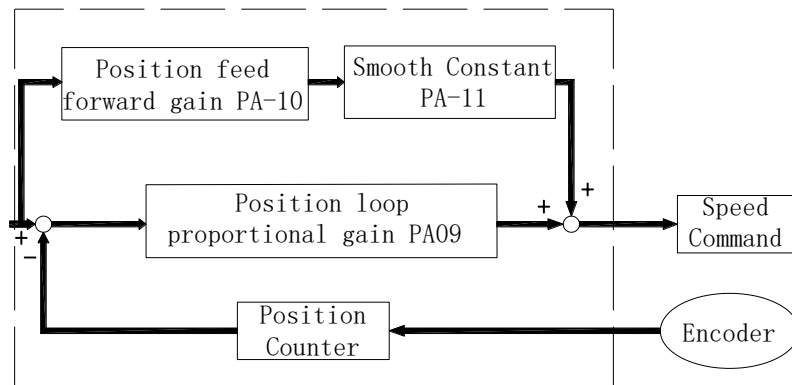 Position feed
forward gain PA-10
Smooth Constant
PA-11
+
+
Position loop
proportional gain PA09
+
−
Speed
Command
Position
Counter
Encoder